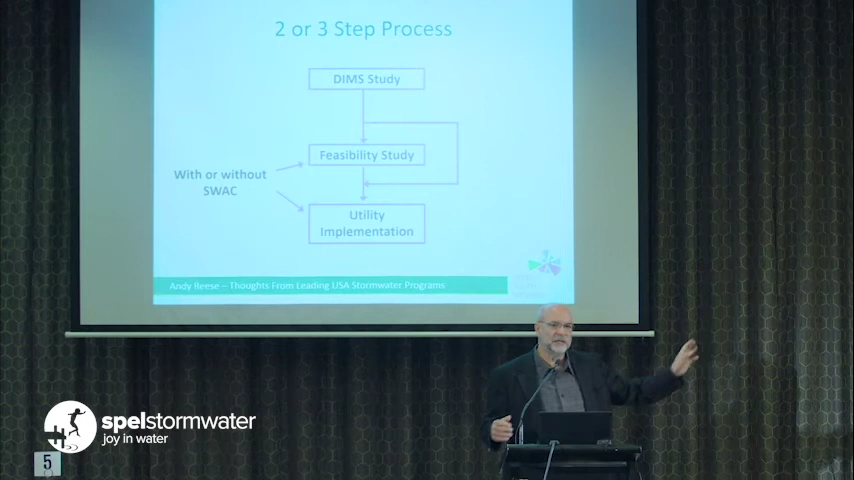 2 or 3 Step Process
DIMS Study
Feasibility Study
With or without
SWAC
Utility
Implementation
Andy Reese – Thoughts From Leading USA Stormwater Programs
spelstormwater
joy in water
5